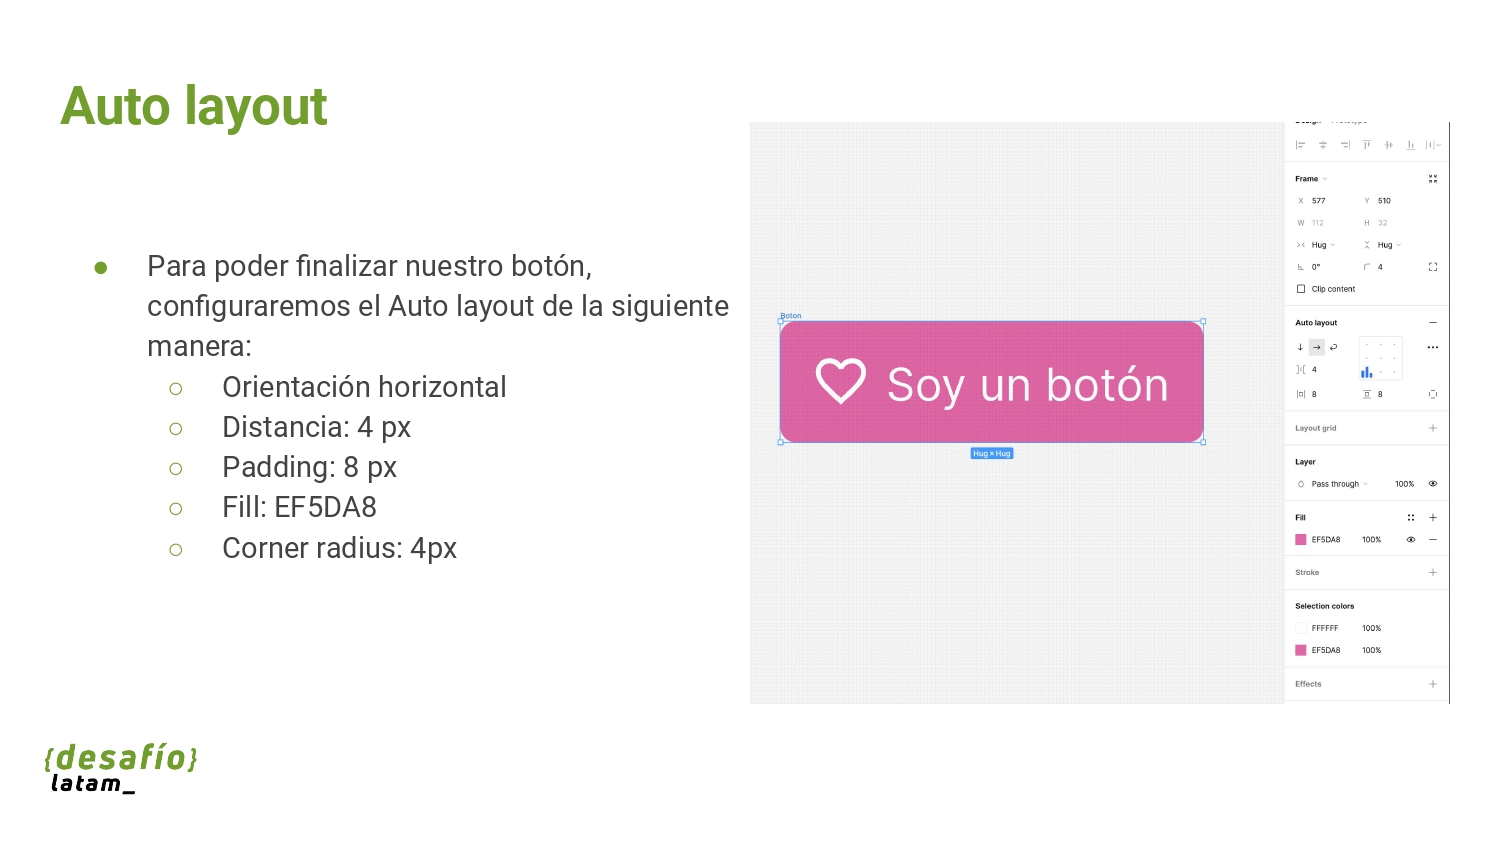 Auto layout
Para poder finalizar nuestro botón,
configuraremos el Auto layout de la siguiente
manera:
Orientación horizontal
Distancia: 4 px
Padding: 8 px
Fill: EF5DA8
Corner radius: 4px
{desafío}
latam_
Boton
Soy un botón
Hug × Hug
Design Prototype
Frame
X 577 Y 510
W 112 H 32
Hug Hug
0° 4
Clip content
Auto layout
4
8 8
Layout grid
Layer
Pass through 100%
Fill
EF5DA8 100%
Stroke
Selection colors
FFFFFF 100%
EF5DA8 100%
Effects